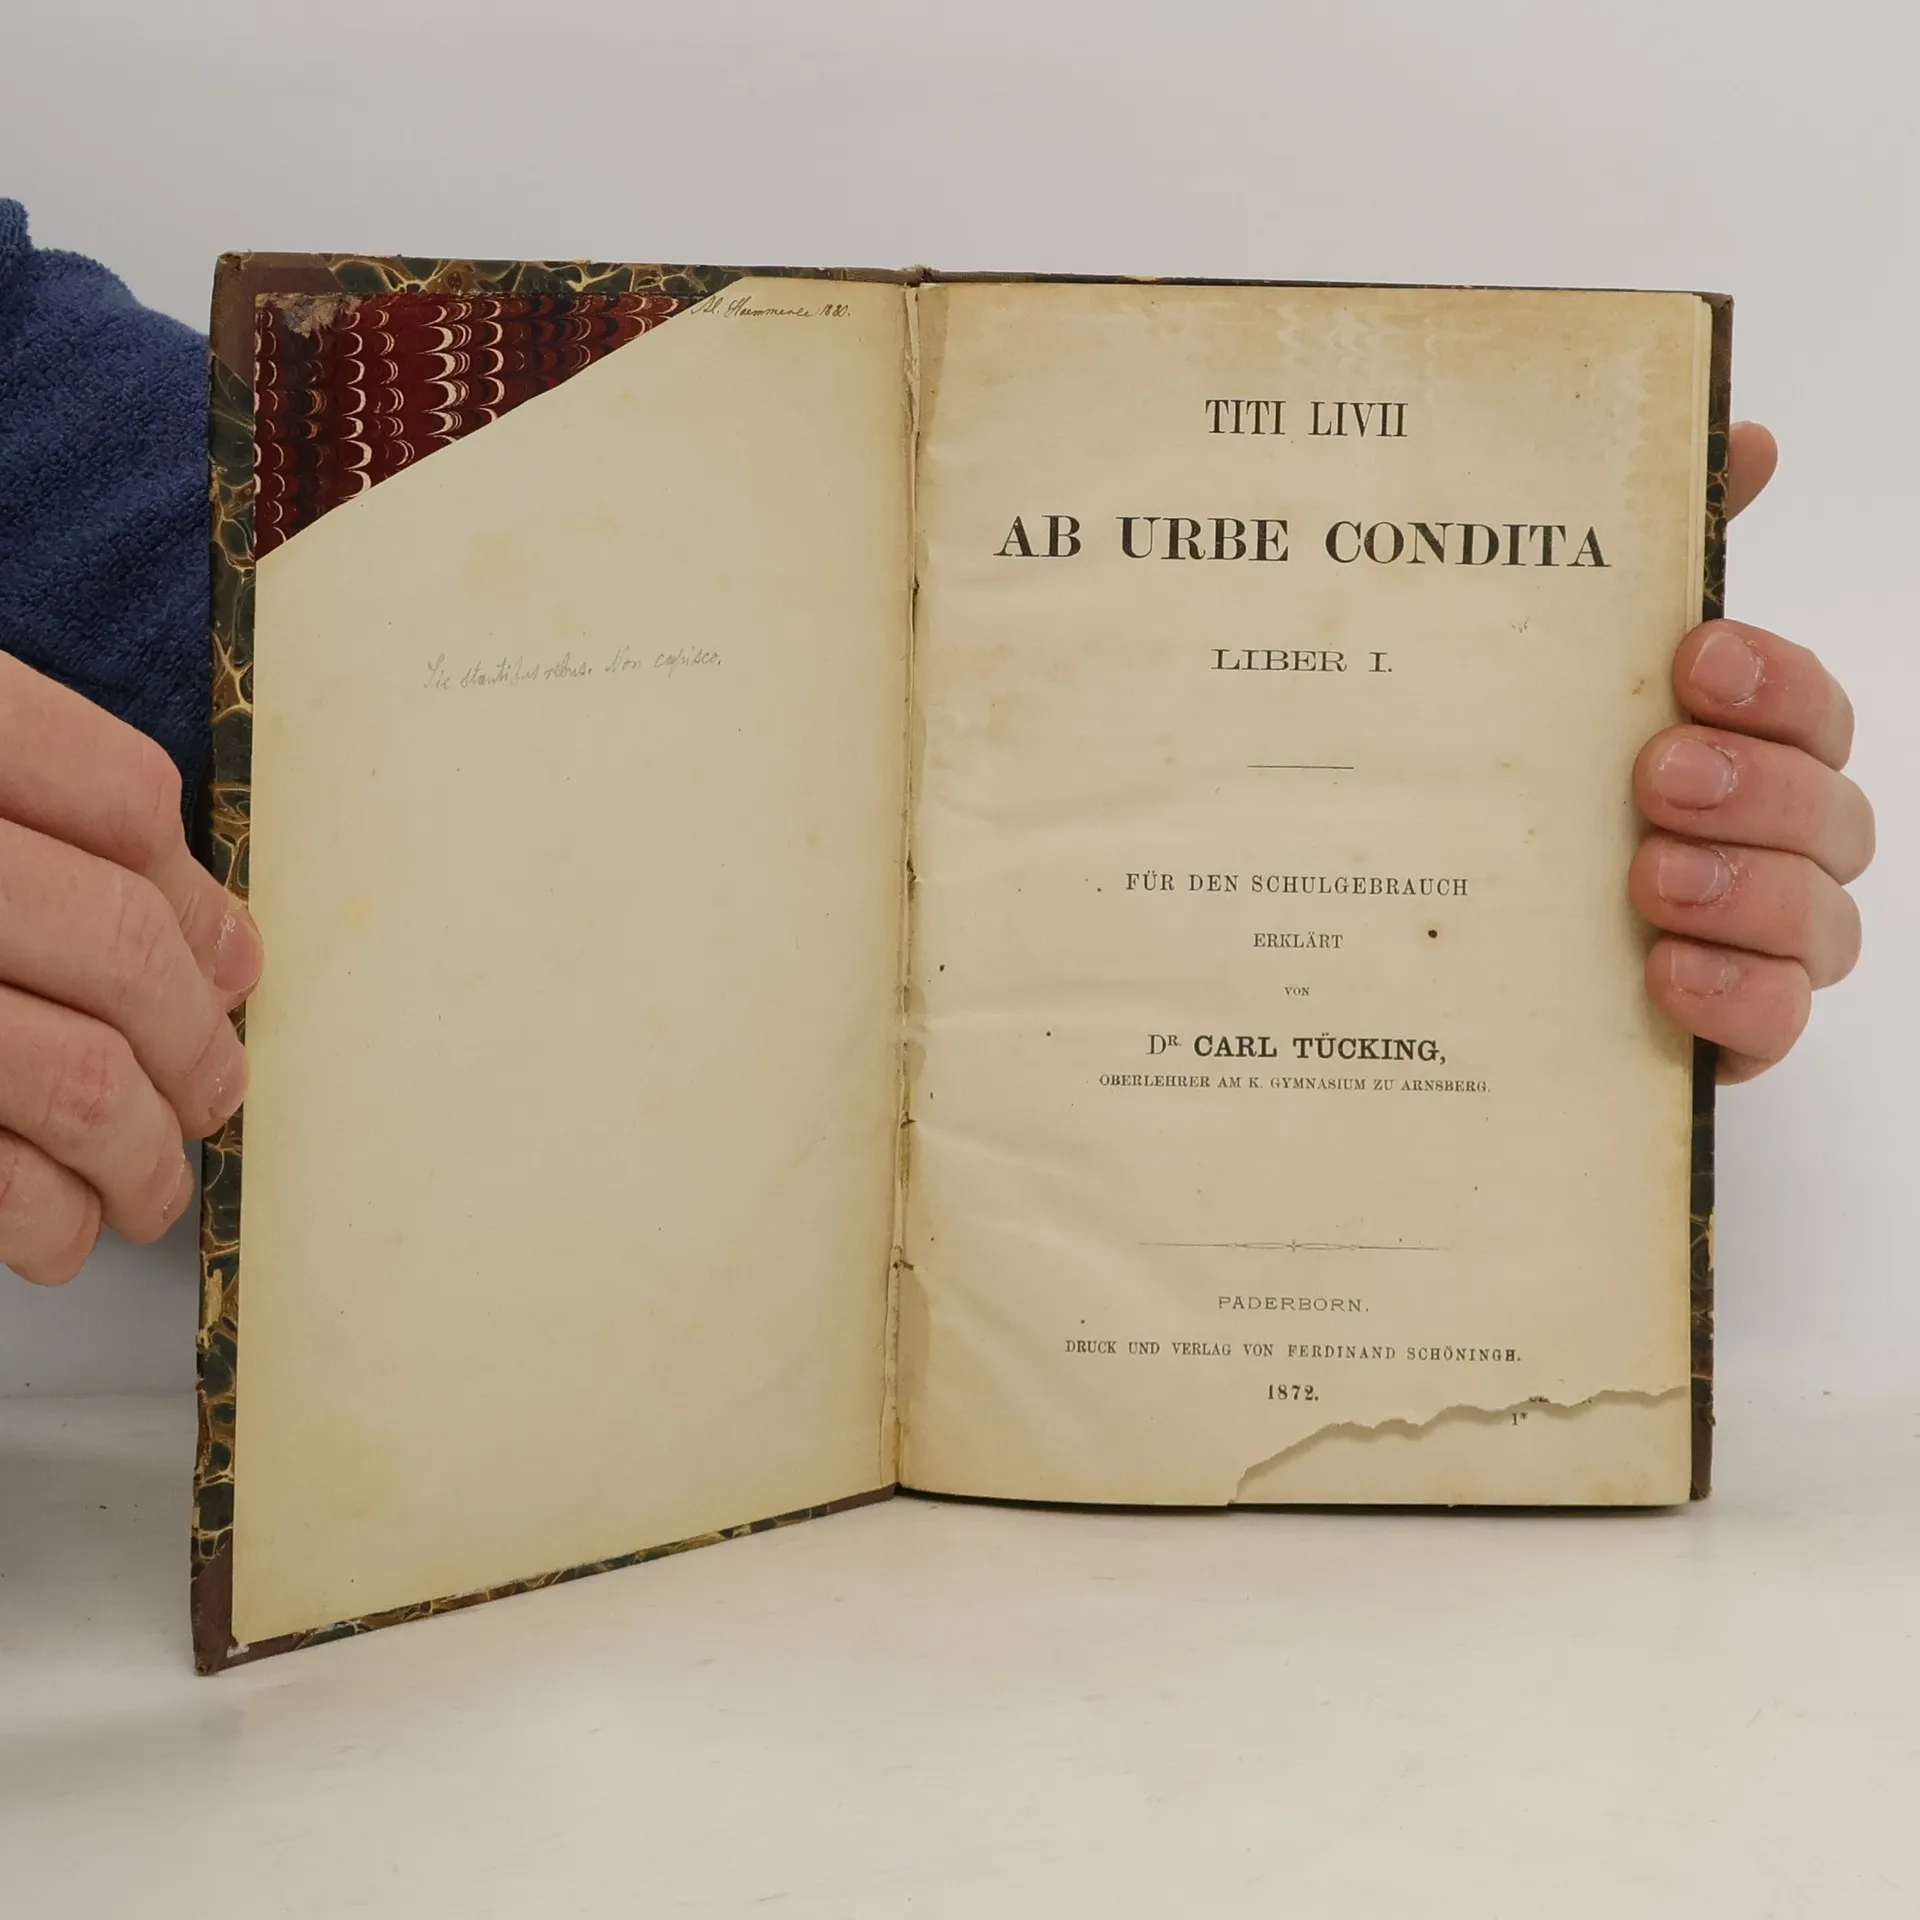 Al. Haemmerle 1880.
Sic stantibus rebus. Non capisco.
TITI LIVII
AB URBE CONDITA
LIBER I.
FÜR DEN SCHULGEBRAUCH
ERKLÄRT
VON
DR. CARL TÜCKING,
OBERLEHRER AM K. GYMNASIUM ZU ARNSBERG.
PADERBORN.
DRUCK UND VERLAG VON FERDINAND SCHÖNINGH.
1872.
1*